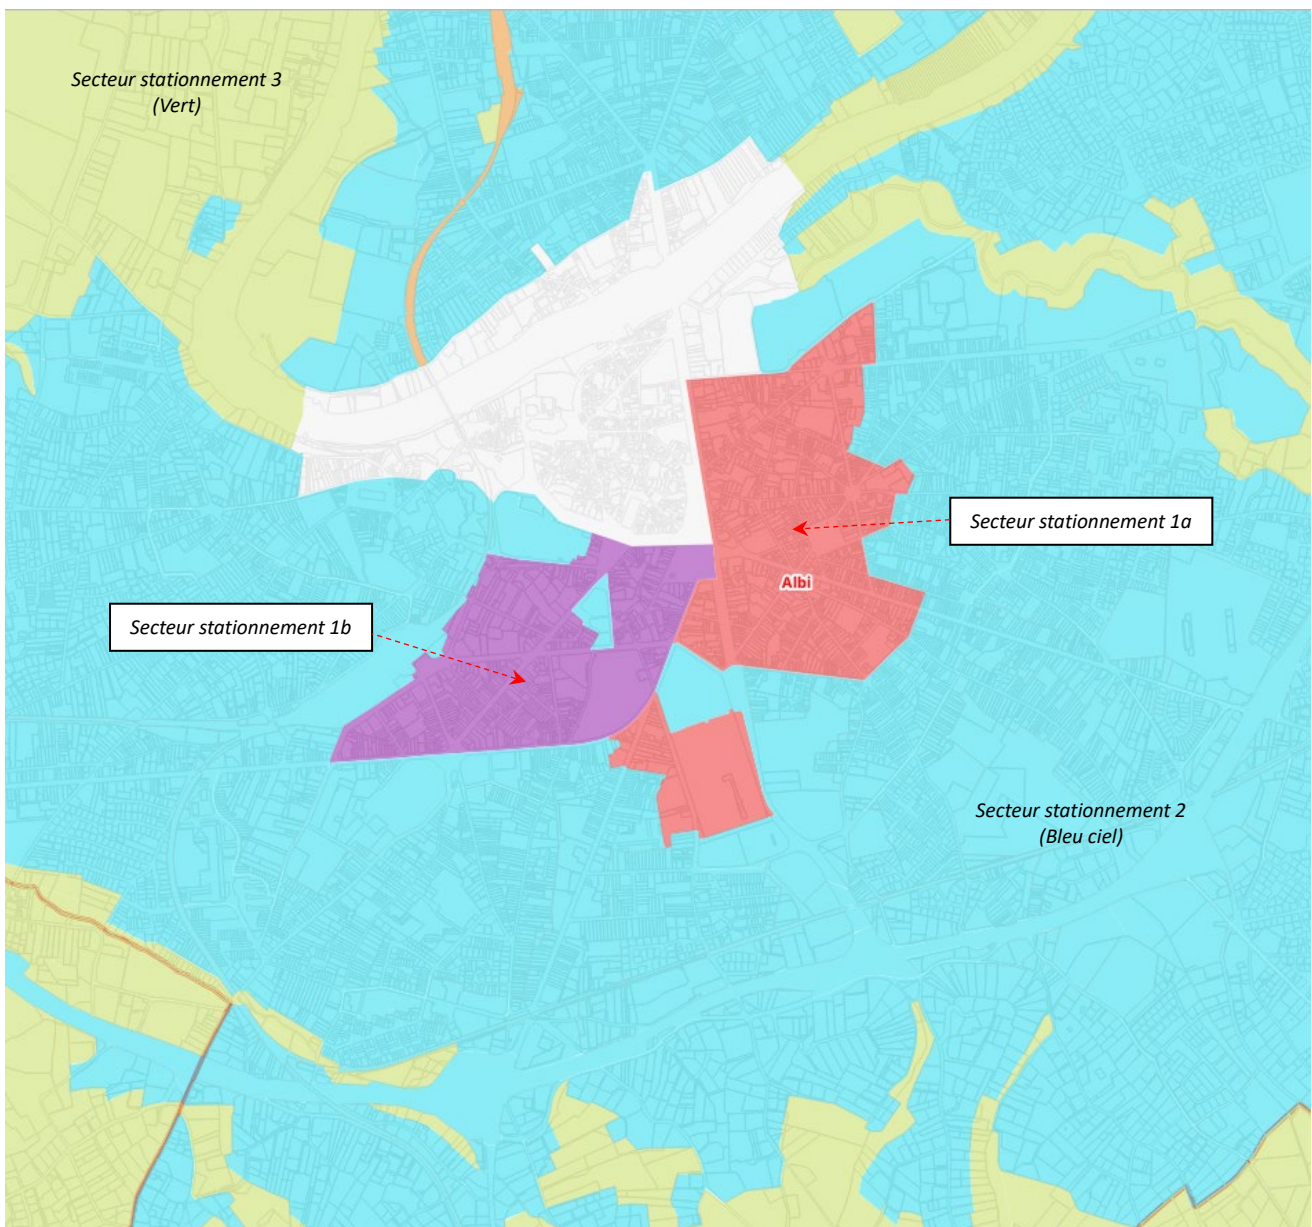 Secteur stationnement 3
(Vert)
Secteur stationnement 1a
Albi
Secteur stationnement 1b
Secteur stationnement 2
(Bleu ciel)